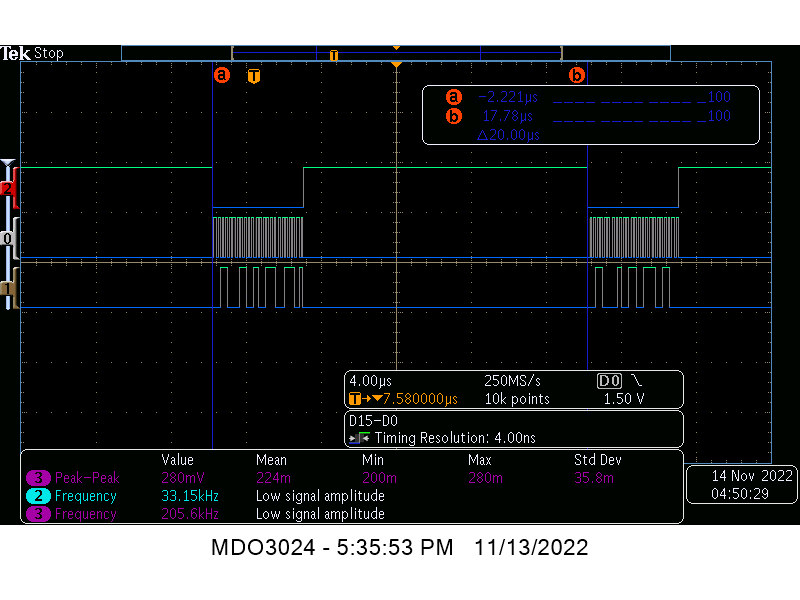 Tek Stop
T
a T b
a -2.221µs ____ ____ ____ _100
b 17.78µs ____ ____ ____ _100
△20.00µs
2
0
1
4.00µs 250MS/s D0 ╲
T→▼7.580000µs 10k points 1.50 V
D15-D0
Timing Resolution: 4.00ns
Value Mean Min Max Std Dev
3 Peak-Peak 280mV 224m 200m 280m 35.8m
2 Frequency 33.15kHz Low signal amplitude
3 Frequency 205.6kHz Low signal amplitude
14 Nov 2022
04:50:29
MDO3024 - 5:35:53 PM 11/13/2022